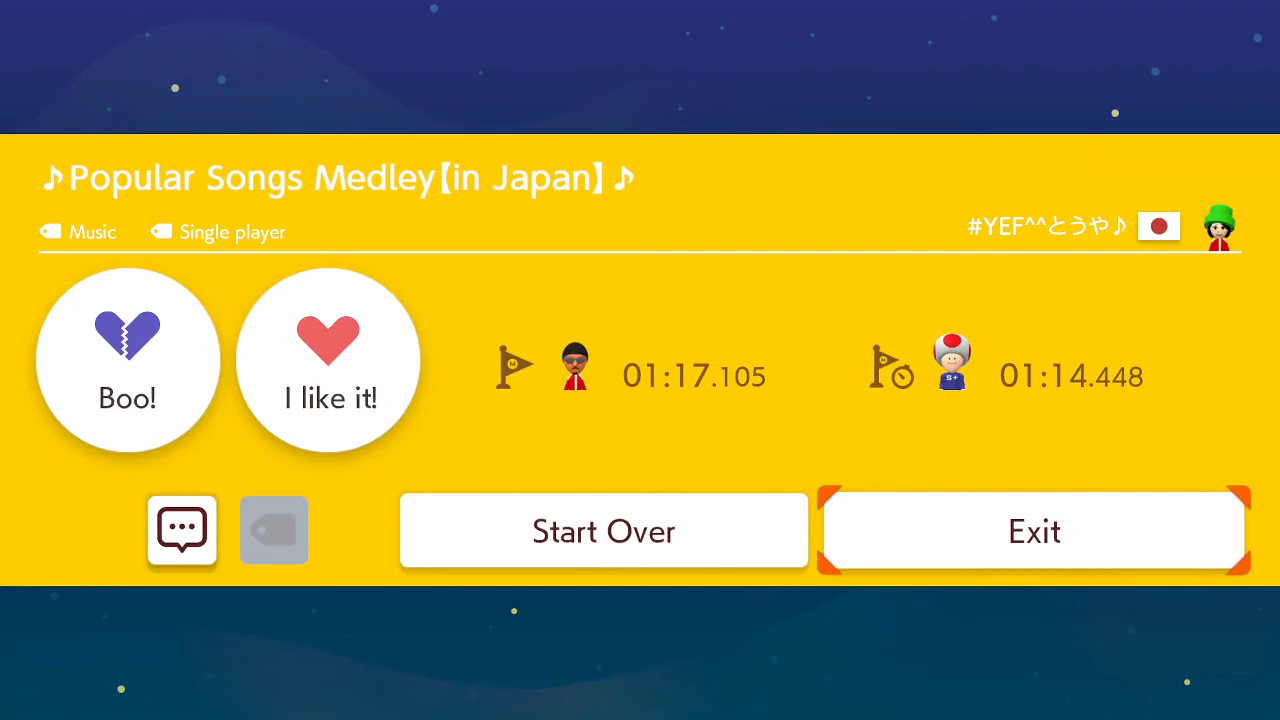 ♪Popular Songs Medley【in Japan】♪
Music Single player
#YEF^^とうや♪
Boo!
I like it!
M
01:17.105
M
S+
01:14.448
Start Over
Exit